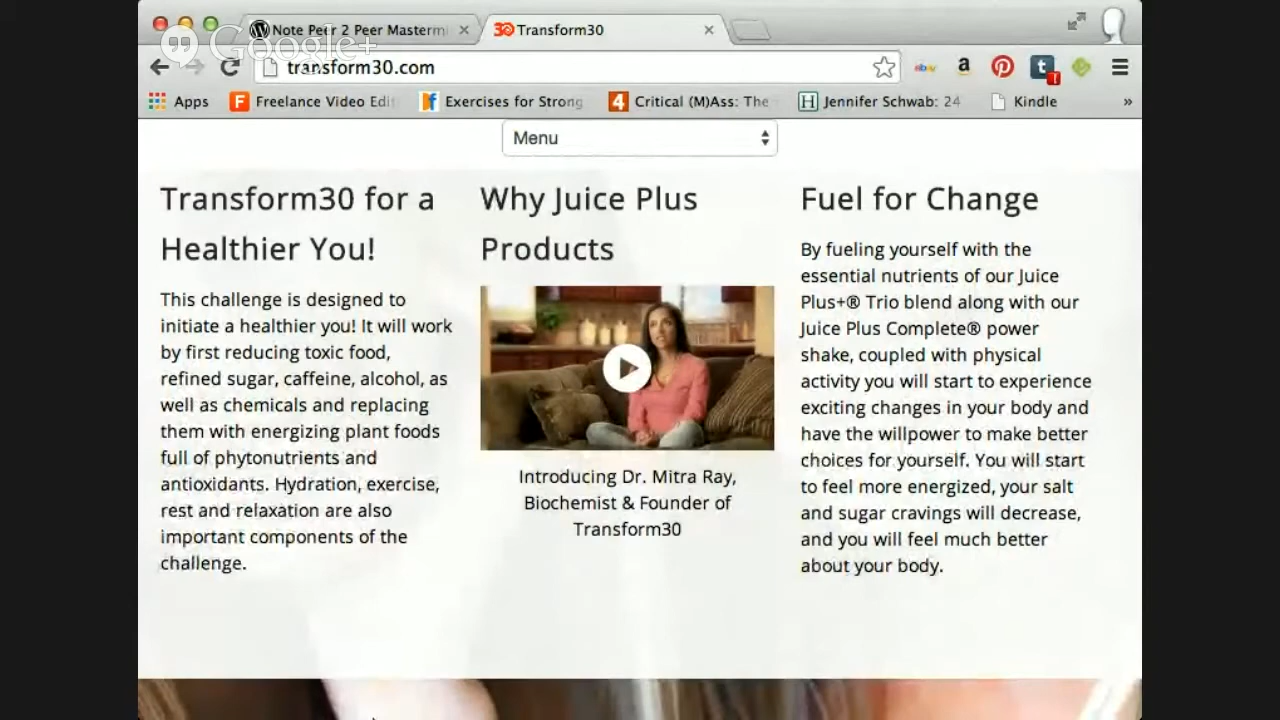 Note Peer 2 Peer Masterm
Transform30
Google+
transform30.com
ebay
a
t
Apps
F
Freelance Video Edi
f
Exercises for Strong
4
Critical (M)Ass: The
H
Jennifer Schwab: 24
Kindle
»
Menu
Transform30 for a
Healthier You!
This challenge is designed to
initiate a healthier you! It will work
by first reducing toxic food,
refined sugar, caffeine, alcohol, as
well as chemicals and replacing
them with energizing plant foods
full of phytonutrients and
antioxidants. Hydration, exercise,
rest and relaxation are also
important components of the
challenge.
Why Juice Plus
Products
Introducing Dr. Mitra Ray,
Biochemist & Founder of
Transform30
Fuel for Change
By fueling yourself with the
essential nutrients of our Juice
Plus+® Trio blend along with our
Juice Plus Complete® power
shake, coupled with physical
activity you will start to experience
exciting changes in your body and
have the willpower to make better
choices for yourself. You will start
to feel more energized, your salt
and sugar cravings will decrease,
and you will feel much better
about your body.